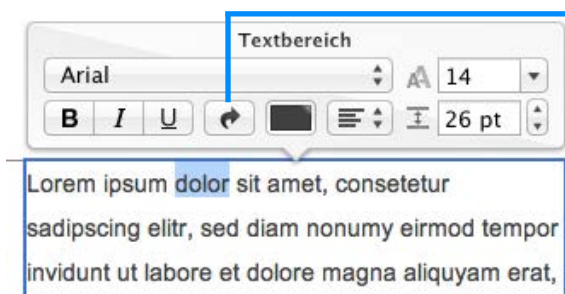 Textbereich
Arial 14
B I U 26 pt
Lorem ipsum dolor sit amet, consetetur
sadipscing elitr, sed diam nonumy eirmod tempor
invidunt ut labore et dolore magna aliquyam erat,